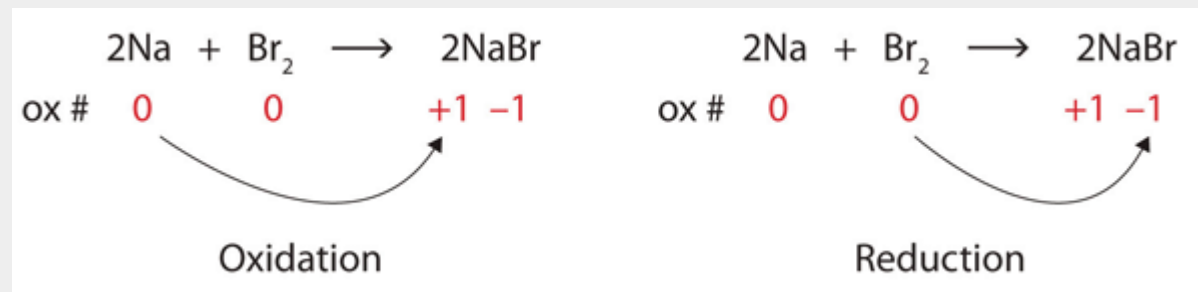 2Na + Br₂ ⟶ 2NaBr
ox # 0 0 +1 –1
Oxidation
2Na + Br₂ ⟶ 2NaBr
ox # 0 0 +1 –1
Reduction